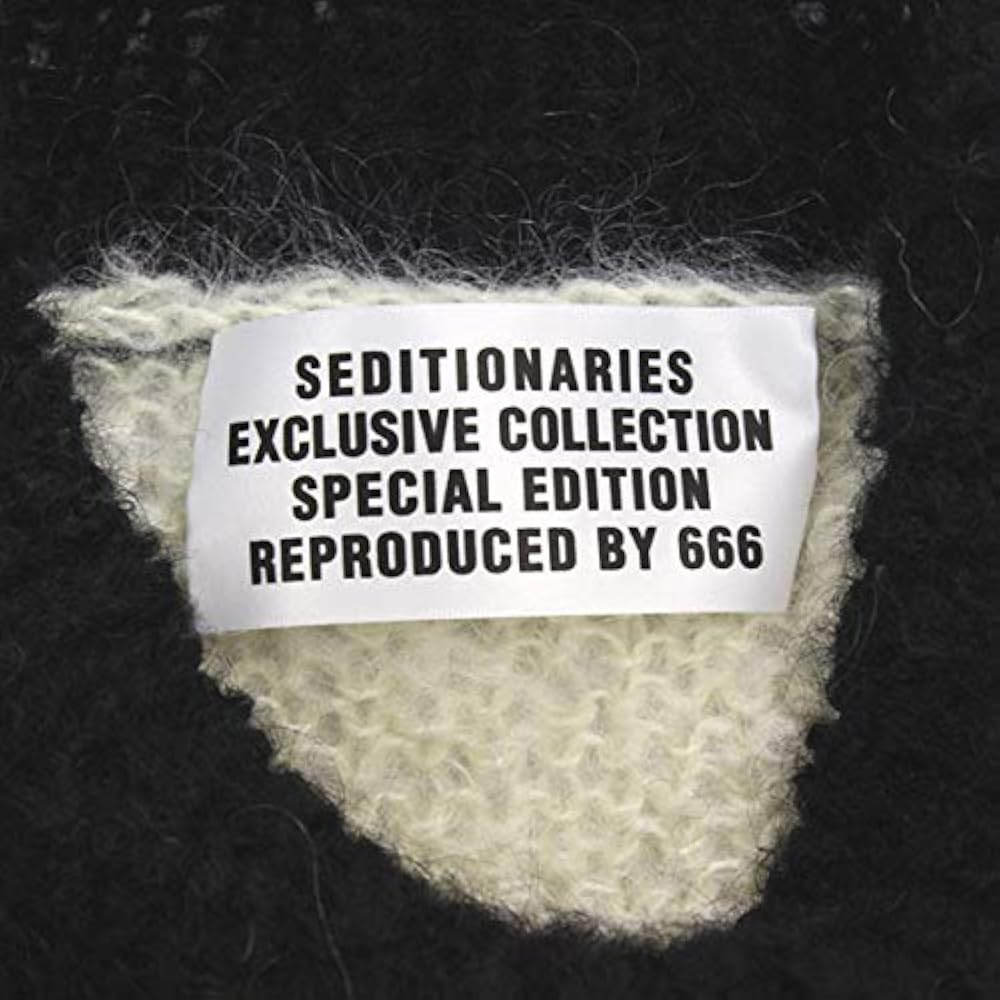 SEDITIONARIES
EXCLUSIVE COLLECTION
SPECIAL EDITION
REPRODUCED BY 666